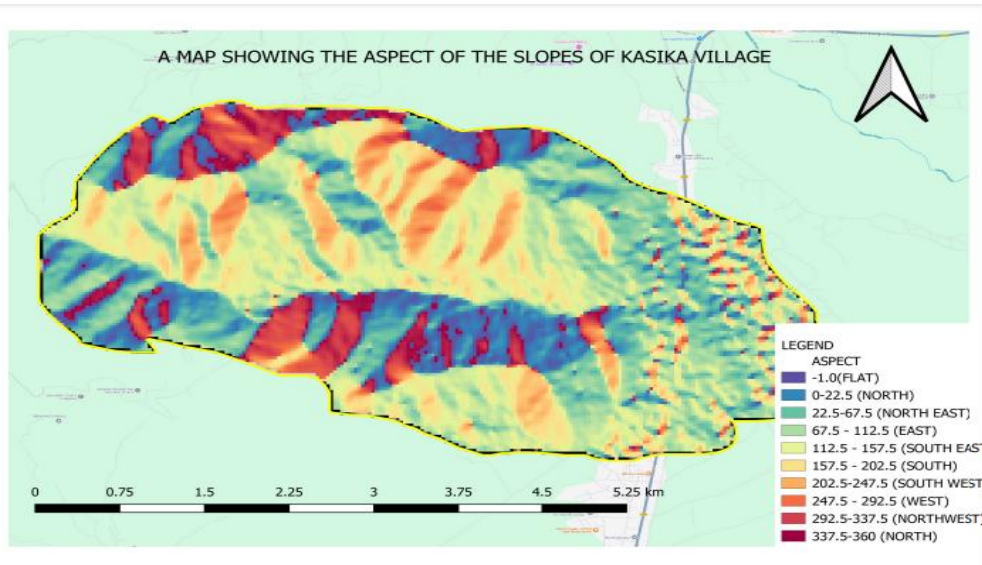 A MAP SHOWING THE ASPECT OF THE SLOPES OF KASIKA VILLAGE
LEGEND
ASPECT
-1.0(FLAT)
0-22.5 (NORTH)
22.5-67.5 (NORTH EAST)
67.5 - 112.5 (EAST)
112.5 - 157.5 (SOUTH EAST
157.5 - 202.5 (SOUTH)
202.5-247.5 (SOUTH WEST
247.5 - 292.5 (WEST)
292.5-337.5 (NORTHWEST)
337.5-360 (NORTH)
0 0.75 1.5 2.25 3 3.75 4.5 5.25 km